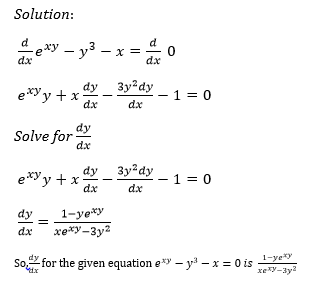 Solution:
d/dx e^xy − y³ − x = d/dx 0
e^xy y + x dy/dx − 3y²dy/dx − 1 = 0
Solve for dy/dx
e^xy y + x dy/dx − 3y²dy/dx − 1 = 0
dy/dx = 1−ye^xy/xe^xy−3y²
So, dy/dx for the given equation e^xy − y³ − x = 0 is 1−ye^xy/xe^xy−3y²